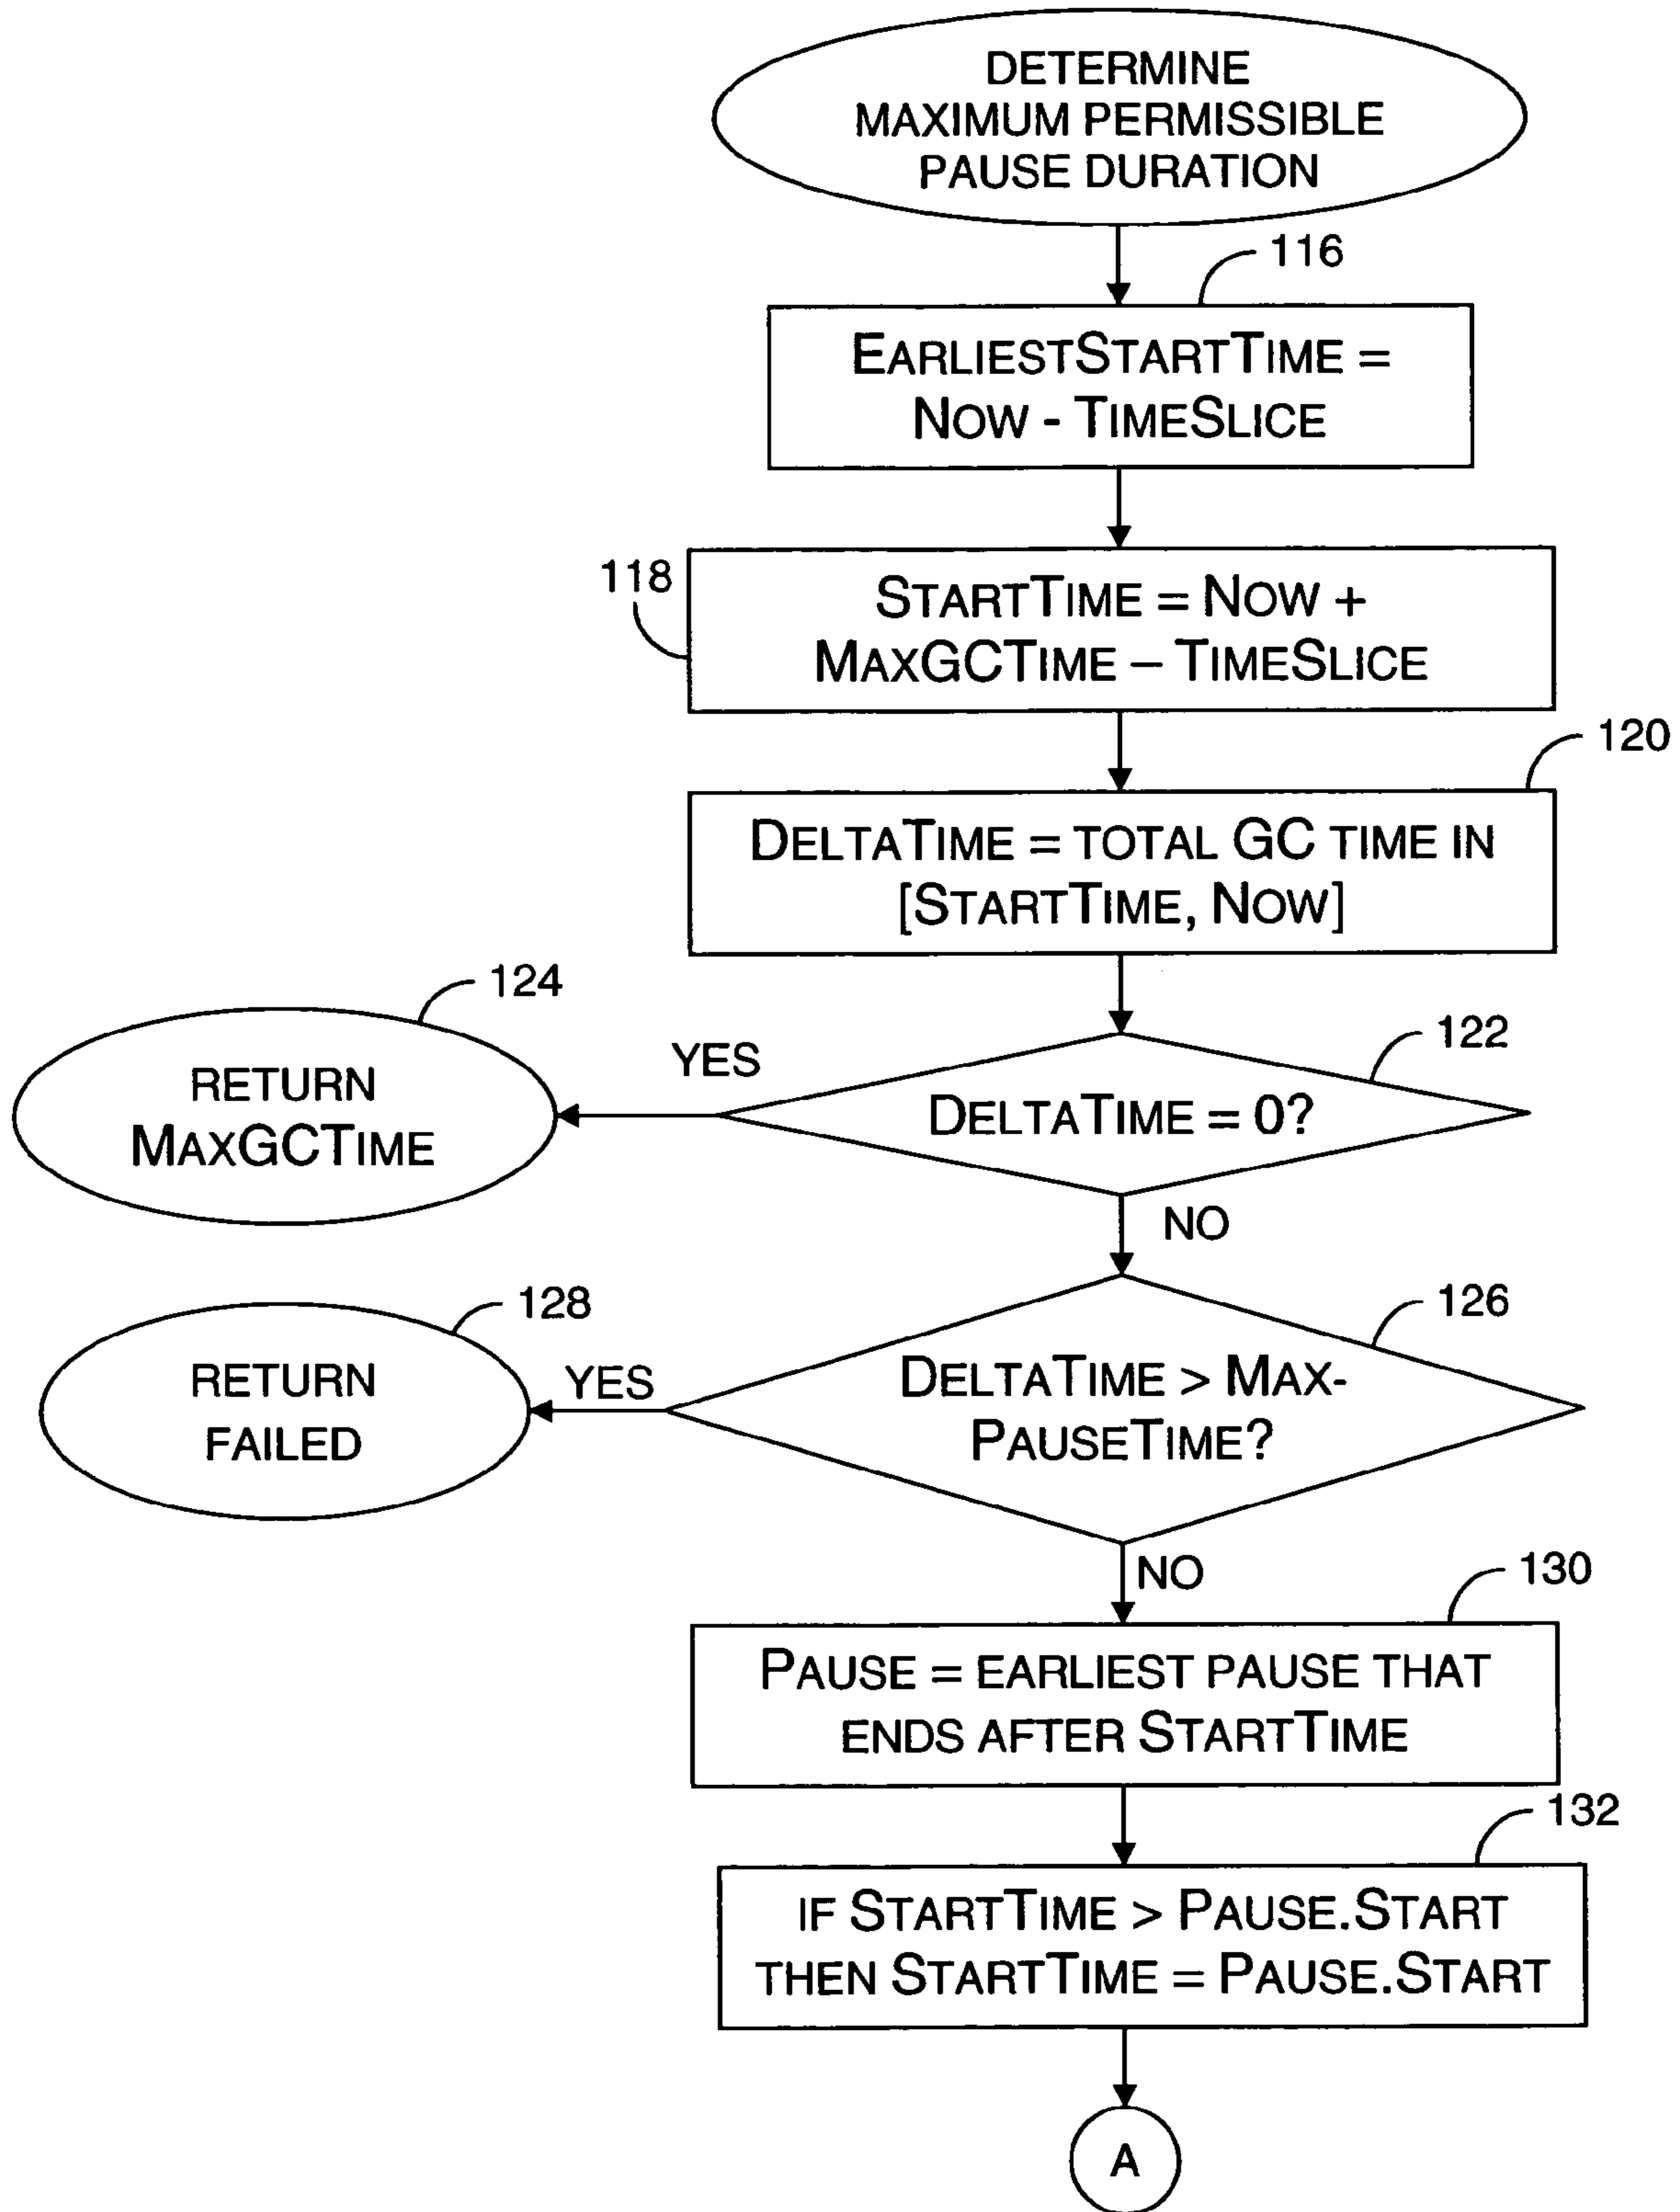 DETERMINE
MAXIMUM PERMISSIBLE
PAUSE DURATION
116
EARLIESTSTARTTIME =
NOW - TIMESLICE
118
STARTTIME = NOW +
MAXGCTIME – TIMESLICE
120
DELTATIME = TOTAL GC TIME IN
[STARTTIME, NOW]
124
RETURN
MAXGCTIME
YES
122
DELTATIME = 0?
NO
128
RETURN
FAILED
YES
126
DELTATIME > MAX-
PAUSETIME?
NO
130
PAUSE = EARLIEST PAUSE THAT
ENDS AFTER STARTTIME
132
IF STARTTIME > PAUSE.START
THEN STARTTIME = PAUSE.START
A